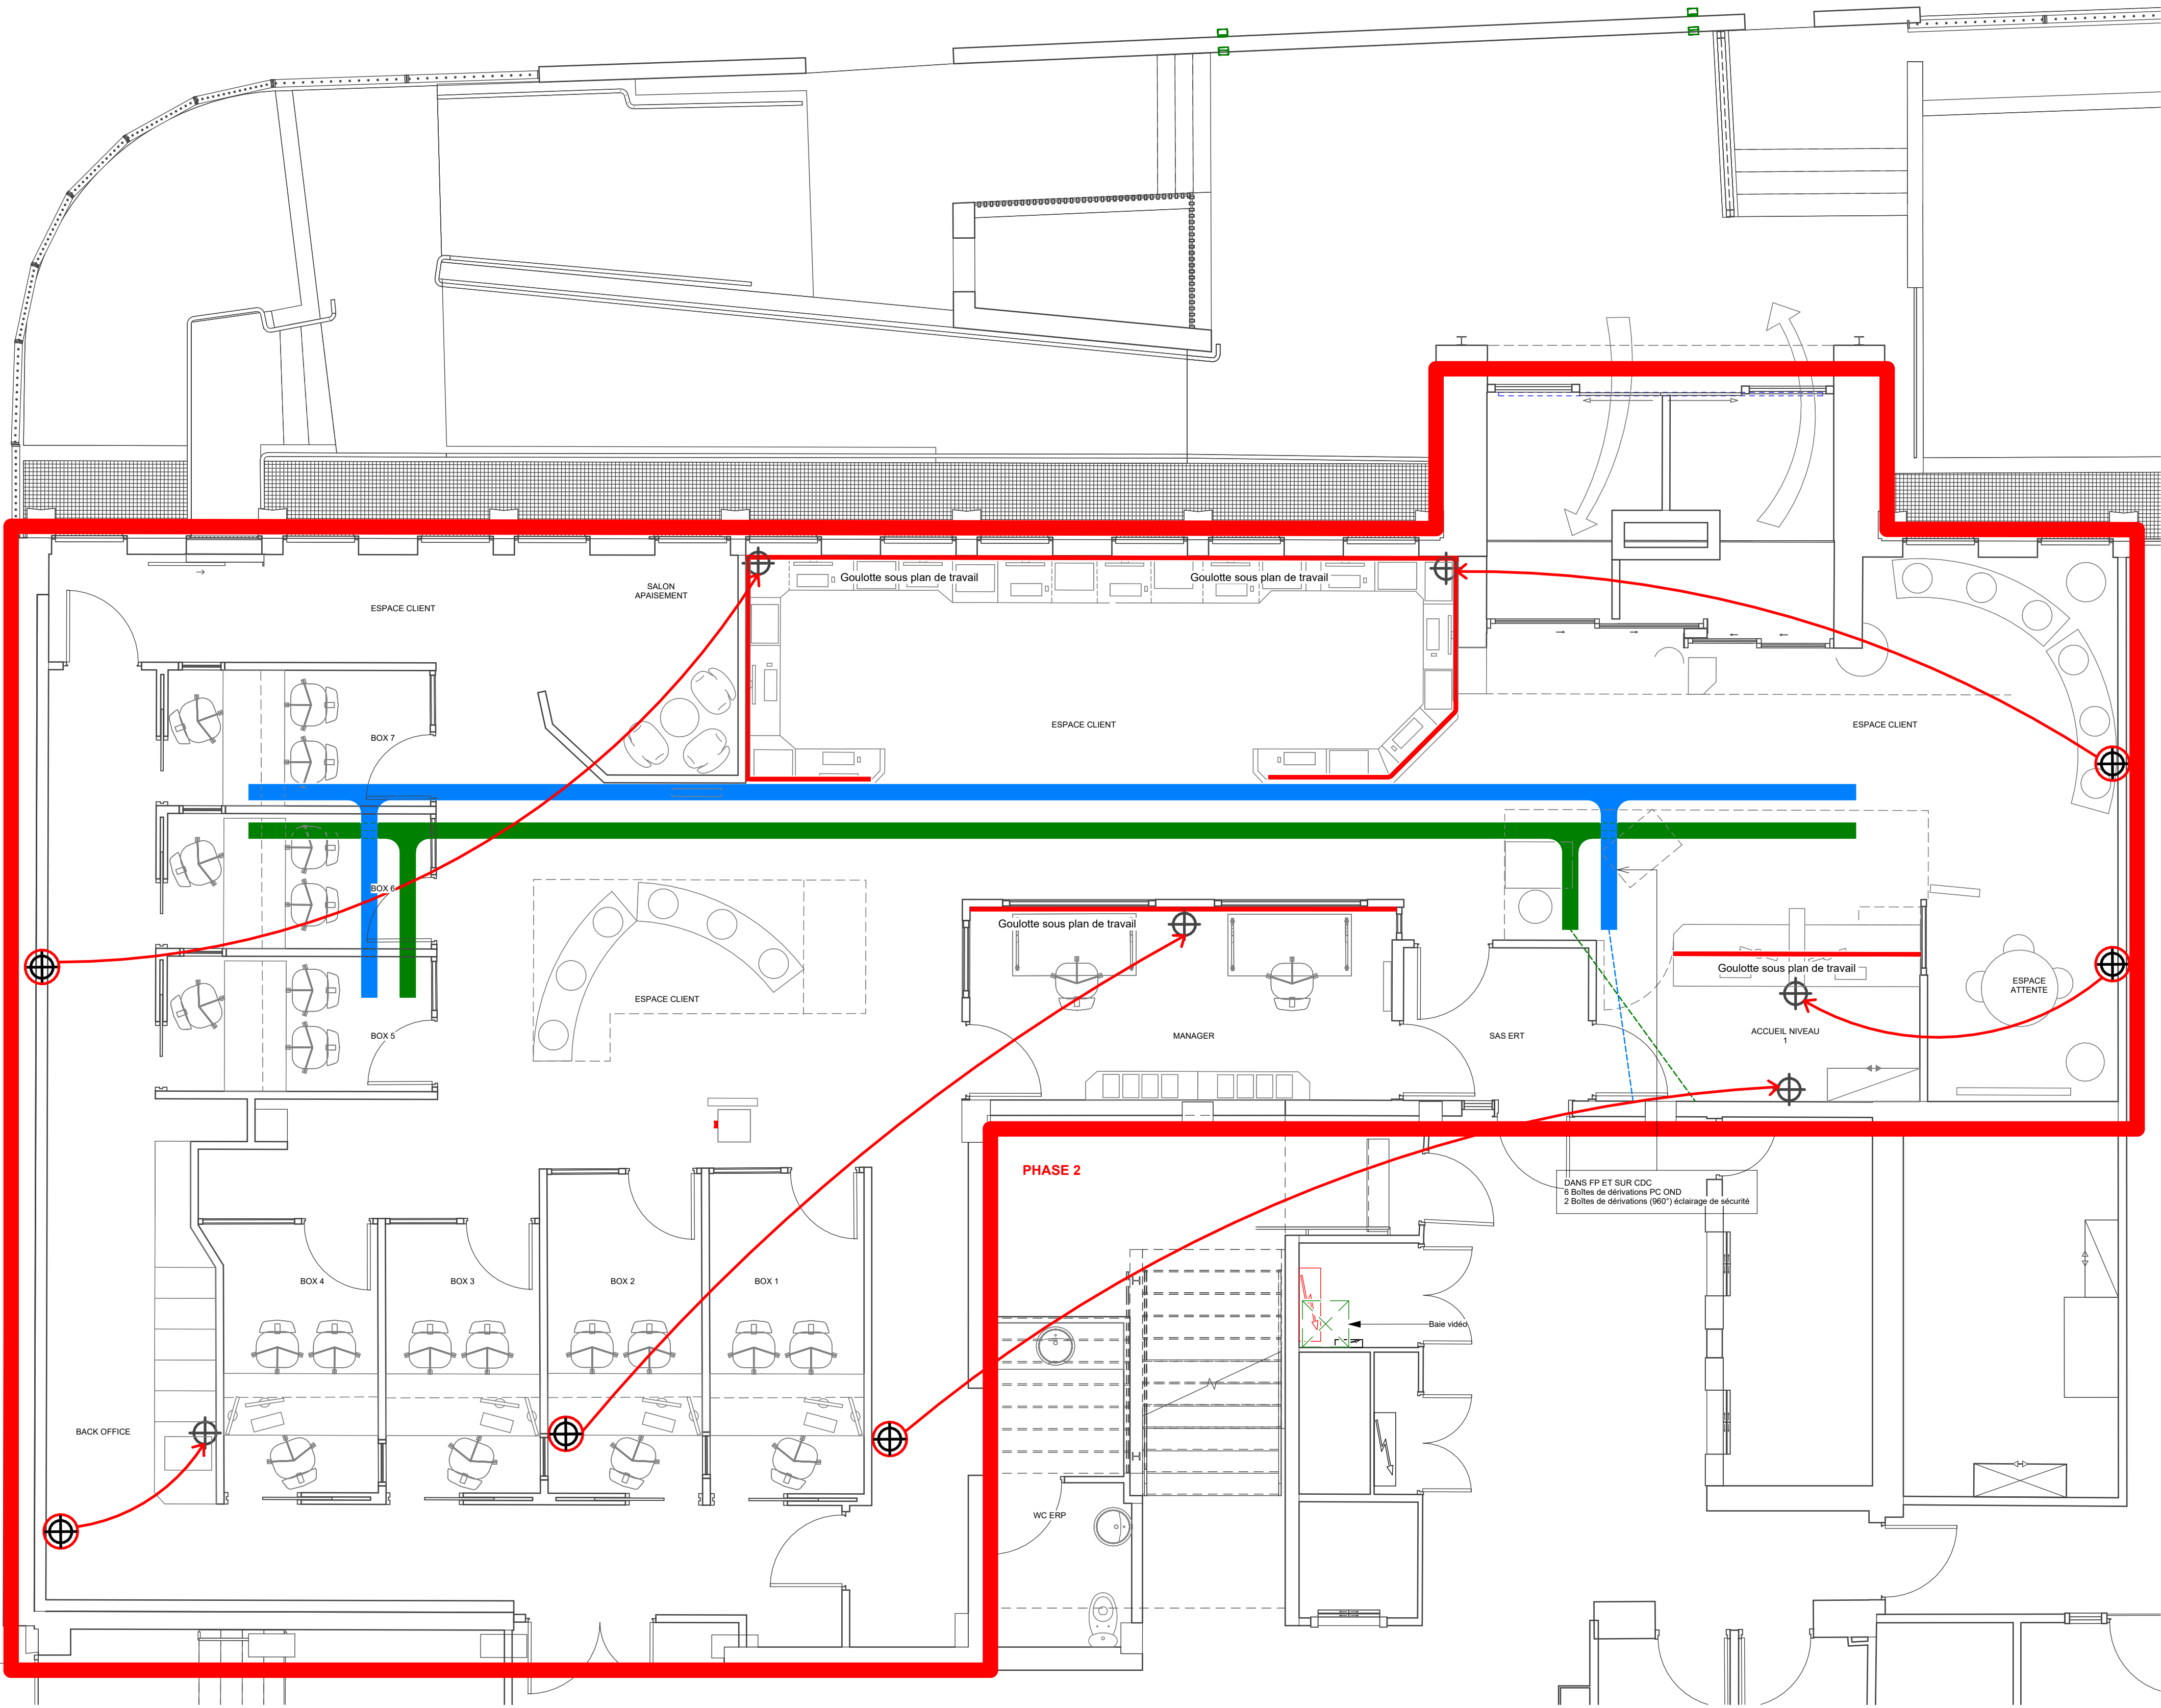 SALON
APAISEMENT
Goulotte sous plan de travail
Goulotte sous plan de travail
ESPACE CLIENT
BOX 7
ESPACE CLIENT
ESPACE CLIENT
BOX 6
Goulotte sous plan de travail
Goulotte sous plan de travail
ESPACE
ATTENTE
ESPACE CLIENT
BOX 5
MANAGER
SAS ERT
ACCUEIL NIVEAU
1
PHASE 2
DANS FP ET SUR CDC
6 Boîtes de dérivations PC OND
2 Boîtes de dérivations (960°) éclairage de sécurité
BOX 4
BOX 3
BOX 2
BOX 1
Baie vidéo
BACK OFFICE
WC ERP